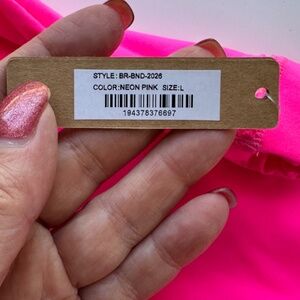 STYLE: BR-BND-2026
COLOR:NEON PINK SIZE:L
194378376697